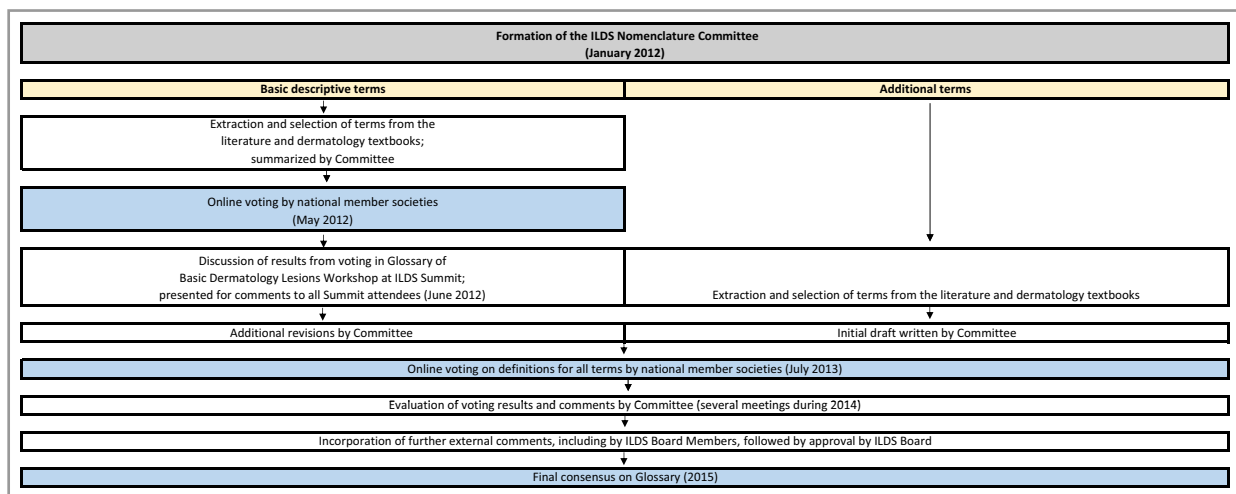 Formation of the ILDS Nomenclature Committee
(January 2012)
Basic descriptive terms
Additional terms
Extraction and selection of terms from the
literature and dermatology textbooks;
summarized by Committee
Online voting by national member societies
(May 2012)
Discussion of results from voting in Glossary of
Basic Dermatology Lesions Workshop at ILDS Summit;
presented for comments to all Summit attendees (June 2012)
Extraction and selection of terms from the literature and dermatology textbooks
Additional revisions by Committee
Initial draft written by Committee
Online voting on definitions for all terms by national member societies (July 2013)
Evaluation of voting results and comments by Committee (several meetings during 2014)
Incorporation of further external comments, including by ILDS Board Members, followed by approval by ILDS Board
Final consensus on Glossary (2015)